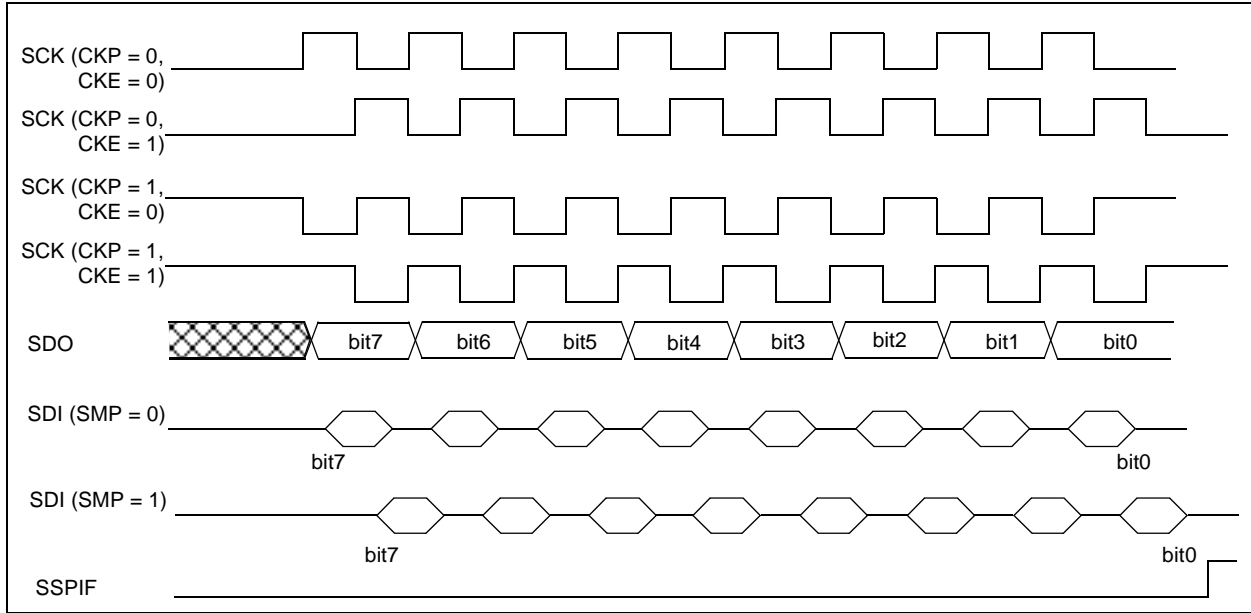 SCK (CKP = 0,
CKE = 0)
SCK (CKP = 0,
CKE = 1)
SCK (CKP = 1,
CKE = 0)
SCK (CKP = 1,
CKE = 1)
SDO bit7 bit6 bit5 bit4 bit3 bit2 bit1 bit0
SDI (SMP = 0)
bit7 bit0
SDI (SMP = 1)
bit7 bit0
SSPIF